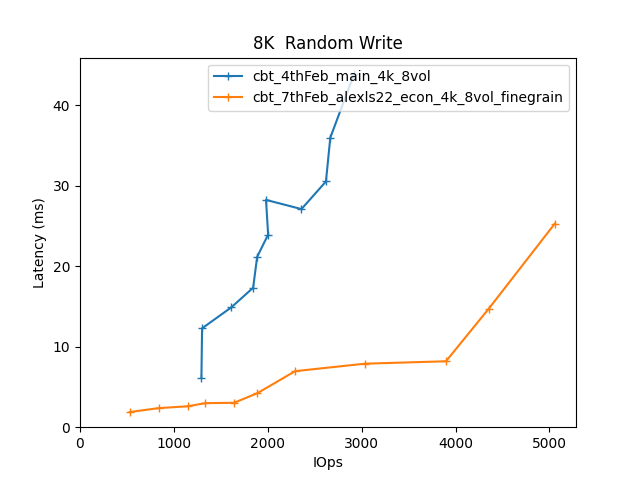 8K  Random Write
cbt_4thFeb_main_4k_8vol
cbt_7thFeb_alexls22_econ_4k_8vol_finegrain
40
30
20
10
0
Latency (ms)
0 1000 2000 3000 4000 5000
IOps